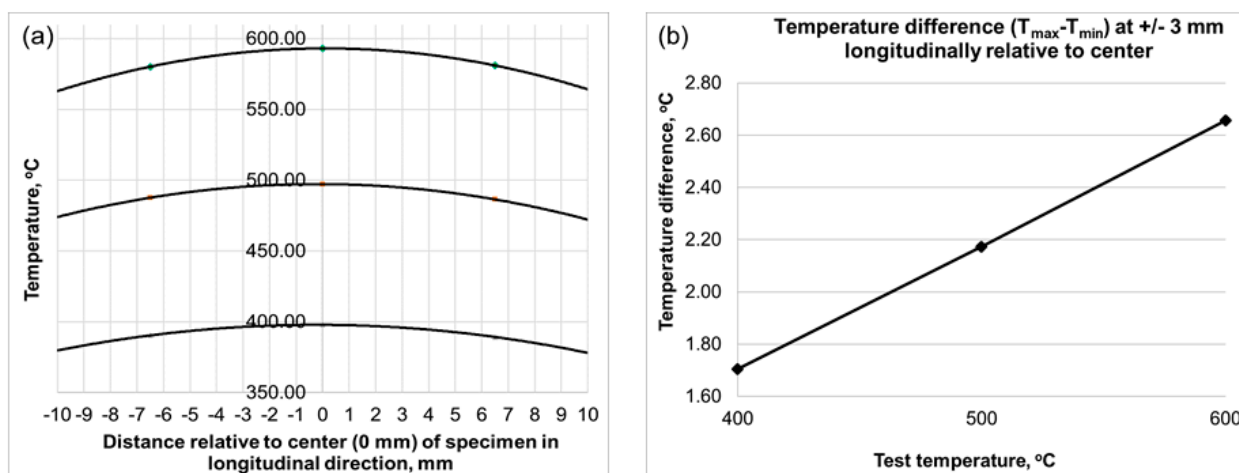 (a)
600.00
550.00
500.00
450.00
400.00
350.00
Temperature, °C
-10 -9 -8 -7 -6 -5 -4 -3 -2 -1 0 1 2 3 4 5 6 7 8 9 10
Distance relative to center (0 mm) of specimen in
longitudinal direction, mm
(b)
Temperature difference (Tmax-Tmin) at +/- 3 mm
longitudinally relative to center
2.80
2.60
2.40
2.20
2.00
1.80
1.60
Temperature difference, °C
400 500 600
Test temperature, °C